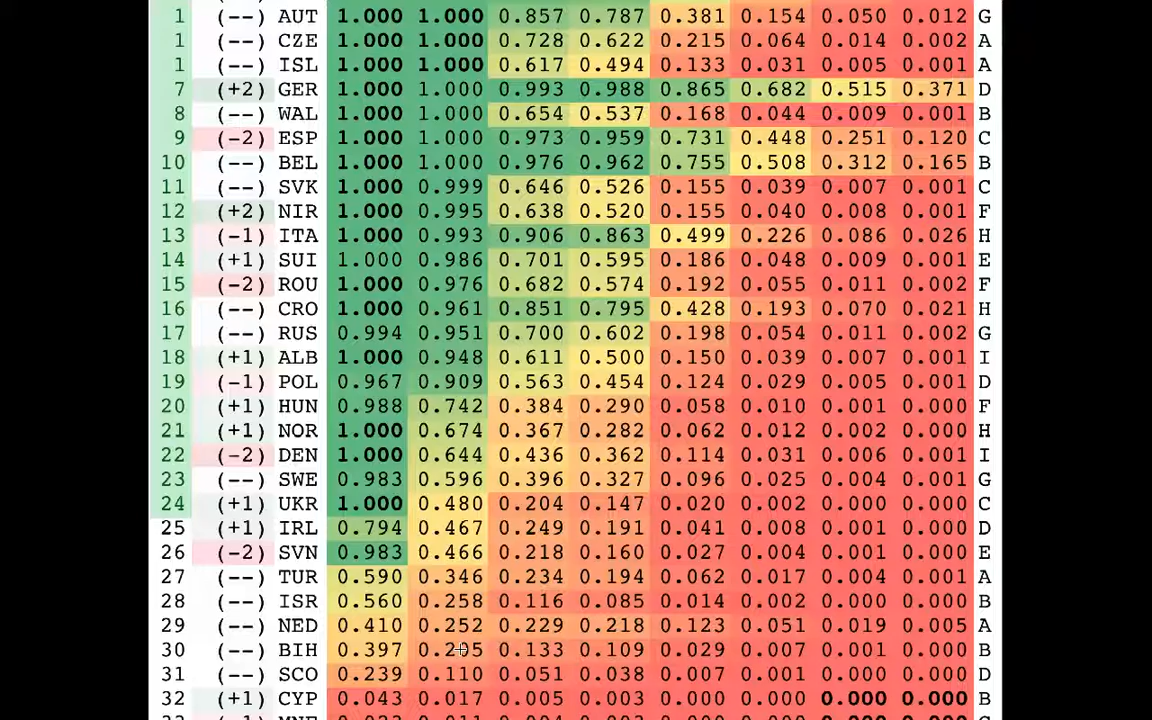 1 (--) AUT 1.000 1.000 0.857 0.787 0.381 0.154 0.050 0.012 G
1 (--) CZE 1.000 1.000 0.728 0.622 0.215 0.064 0.014 0.002 A
1 (--) ISL 1.000 1.000 0.617 0.494 0.133 0.031 0.005 0.001 A
7 (+2) GER 1.000 1.000 0.993 0.988 0.865 0.682 0.515 0.371 D
8 (--) WAL 1.000 1.000 0.654 0.537 0.168 0.044 0.009 0.001 B
9 (-2) ESP 1.000 1.000 0.973 0.959 0.731 0.448 0.251 0.120 C
10 (--) BEL 1.000 1.000 0.976 0.962 0.755 0.508 0.312 0.165 B
11 (--) SVK 1.000 0.999 0.646 0.526 0.155 0.039 0.007 0.001 C
12 (+2) NIR 1.000 0.995 0.638 0.520 0.155 0.040 0.008 0.001 F
13 (-1) ITA 1.000 0.993 0.906 0.863 0.499 0.226 0.086 0.026 H
14 (+1) SUI 1.000 0.986 0.701 0.595 0.186 0.048 0.009 0.001 E
15 (-2) ROU 1.000 0.976 0.682 0.574 0.192 0.055 0.011 0.002 F
16 (--) CRO 1.000 0.961 0.851 0.795 0.428 0.193 0.070 0.021 H
17 (--) RUS 0.994 0.951 0.700 0.602 0.198 0.054 0.011 0.002 G
18 (+1) ALB 1.000 0.948 0.611 0.500 0.150 0.039 0.007 0.001 I
19 (-1) POL 0.967 0.909 0.563 0.454 0.124 0.029 0.005 0.001 D
20 (+1) HUN 0.988 0.742 0.384 0.290 0.058 0.010 0.001 0.000 F
21 (+1) NOR 1.000 0.674 0.367 0.282 0.062 0.012 0.002 0.000 H
22 (-2) DEN 1.000 0.644 0.436 0.362 0.114 0.031 0.006 0.001 I
23 (--) SWE 0.983 0.596 0.396 0.327 0.096 0.025 0.004 0.001 G
24 (+1) UKR 1.000 0.480 0.204 0.147 0.020 0.002 0.000 0.000 C
25 (+1) IRL 0.794 0.467 0.249 0.191 0.041 0.008 0.001 0.000 D
26 (-2) SVN 0.983 0.466 0.218 0.160 0.027 0.004 0.001 0.000 E
27 (--) TUR 0.590 0.346 0.234 0.194 0.062 0.017 0.004 0.001 A
28 (--) ISR 0.560 0.258 0.116 0.085 0.014 0.002 0.000 0.000 B
29 (--) NED 0.410 0.252 0.229 0.218 0.123 0.051 0.019 0.005 A
30 (--) BIH 0.397 0.133 0.109 0.029 0.007 0.001 0.000 B
31 (--) SCO 0.239 0.110 0.051 0.038 0.007 0.001 0.000 0.000 D
32 (+1) CYP 0.043 0.017 0.005 0.003 0.000 0.000 0.000 0.000 B